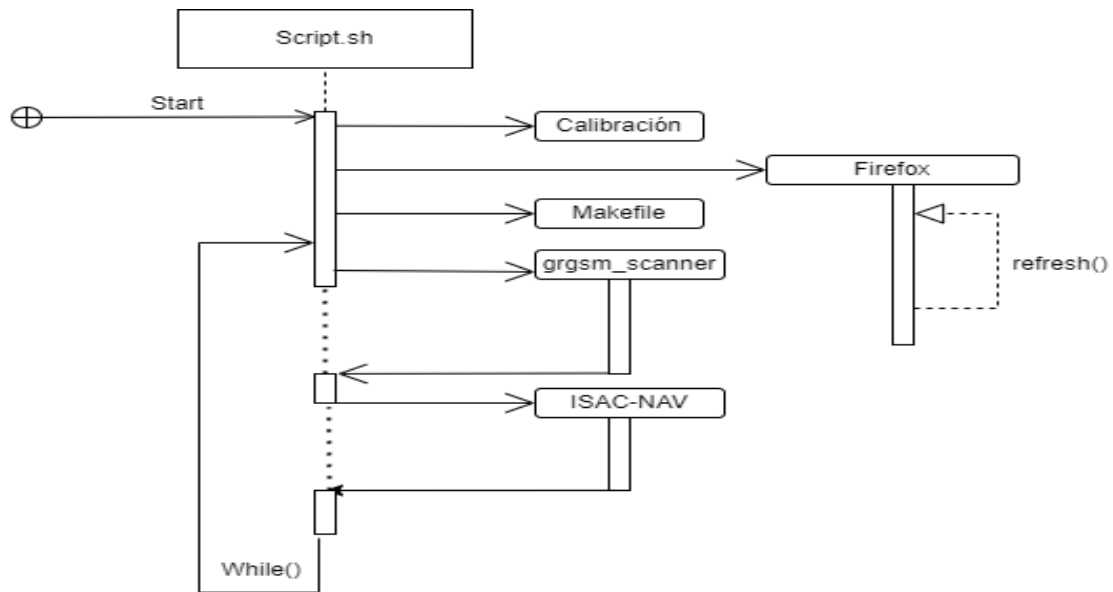 Script.sh
Start
Calibración
Firefox
Makefile
grgsm_scanner
refresh()
ISAC-NAV
While()